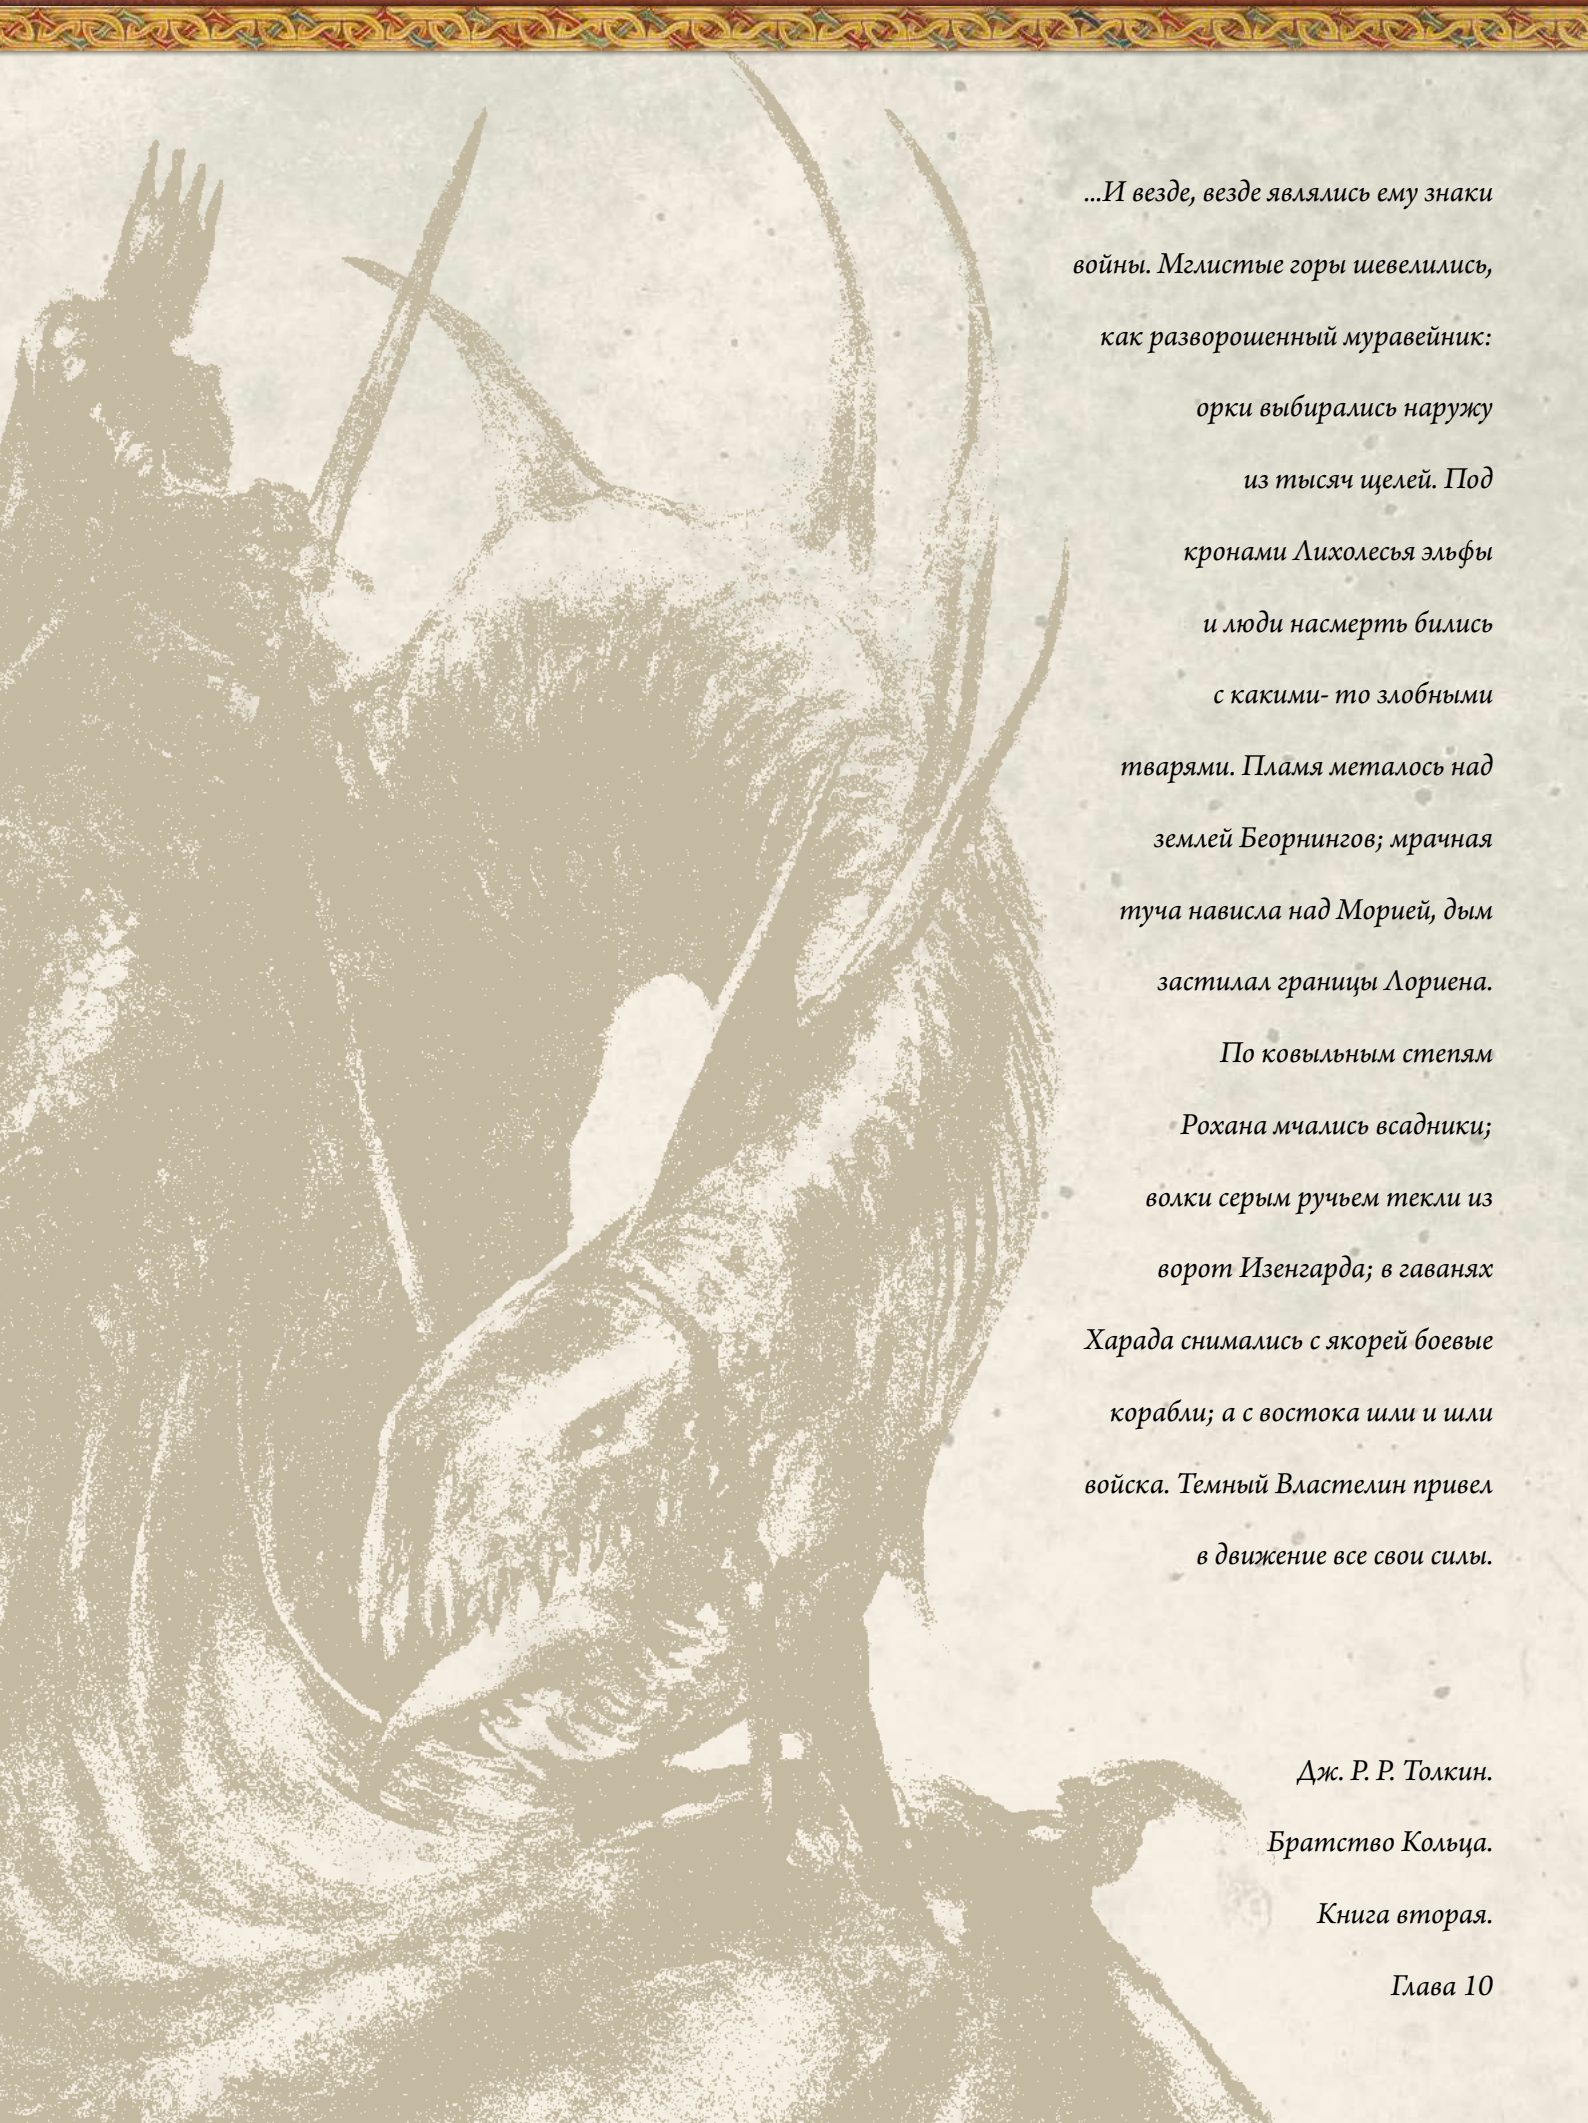 ...И везде, везде являлись ему знаки
войны. Мглистые горы шевелились,
как разворошенный муравейник:
орки выбирались наружу
из тысяч щелей. Под
кронами Лихолесья эльфы
и люди насмерть бились
с какими- то злобными
тварями. Пламя металось над
землей Беорнингов; мрачная
туча нависла над Морией, дым
застилал границы Лориена.
По ковыльным степям
Рохана мчались всадники;
волки серым ручьем текли из
ворот Изенгарда; в гаванях
Харада снимались с якорей боевые
корабли; а с востока шли и шли
войска. Темный Властелин привел
в движение все свои силы.
Дж. Р. Р. Толкин.
Братство Кольца.
Книга вторая.
Глава 10